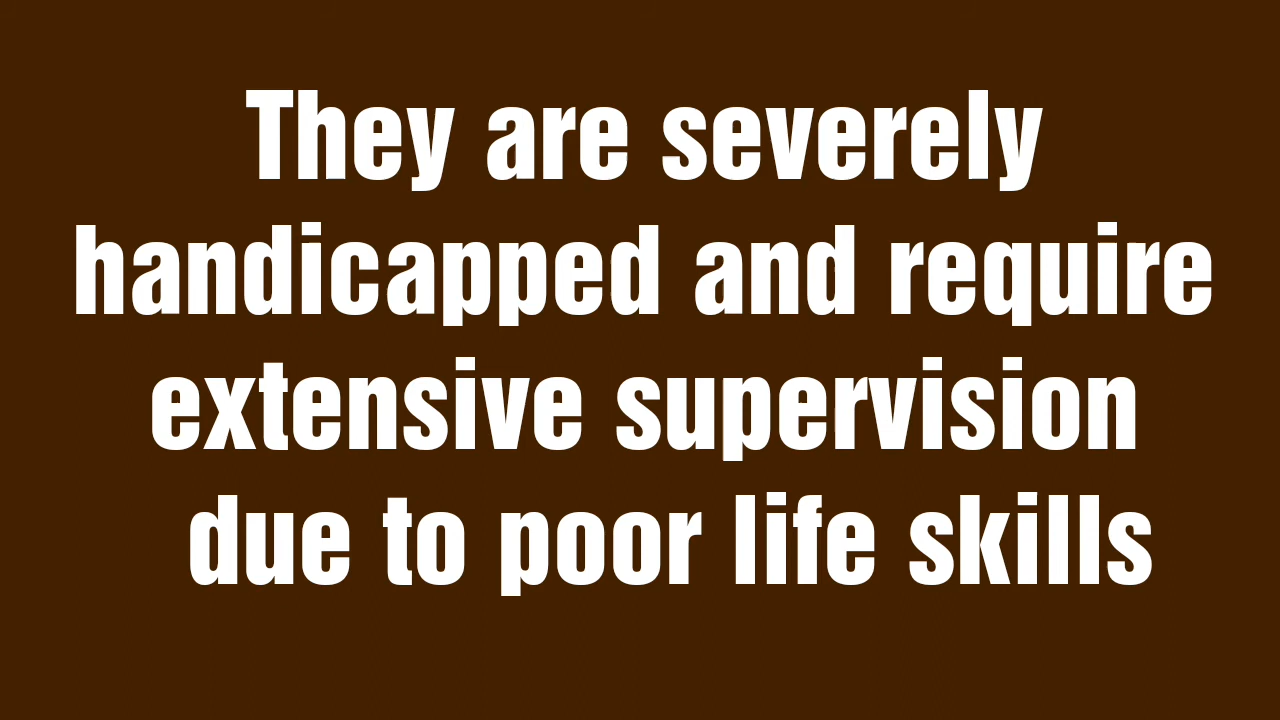 They are severely
handicapped and require
extensive supervision
due to poor life skills